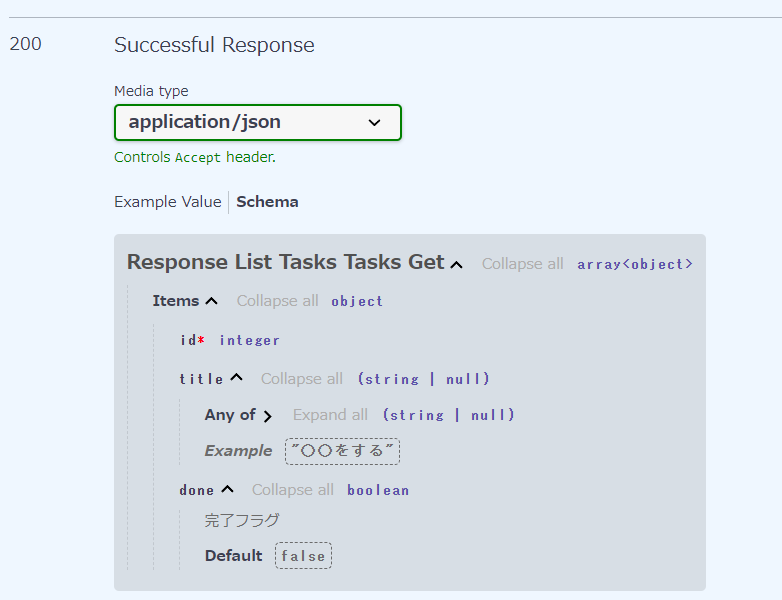 200 Successful Response
Media type
application/json
Controls Accept header.
Example Value Schema
Response List Tasks Tasks Get Collapse all array<object>
Items Collapse all object
id* integer
title Collapse all (string | null)
Any of Expand all (string | null)
Example "〇〇をする"
done Collapse all boolean
完了フラグ
Default false